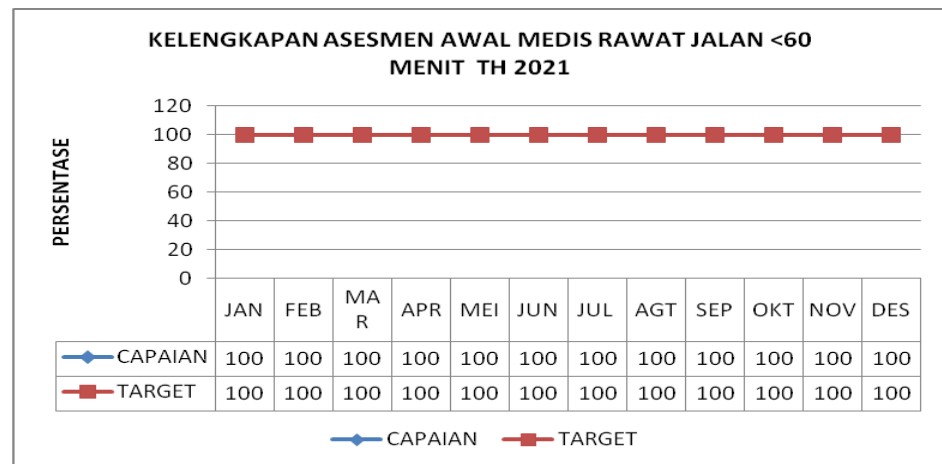 KELENGKAPAN ASESMEN AWAL MEDIS RAWAT JALAN <60
MENIT TH 2021
PERSENTASE
120
100
80
60
40
20
0
JAN FEB MA APR MEI JUN JUL AGT SEP OKT NOV DES
R
CAPAIAN 100 100 100 100 100 100 100 100 100 100 100 100
TARGET 100 100 100 100 100 100 100 100 100 100 100 100
CAPAIAN TARGET